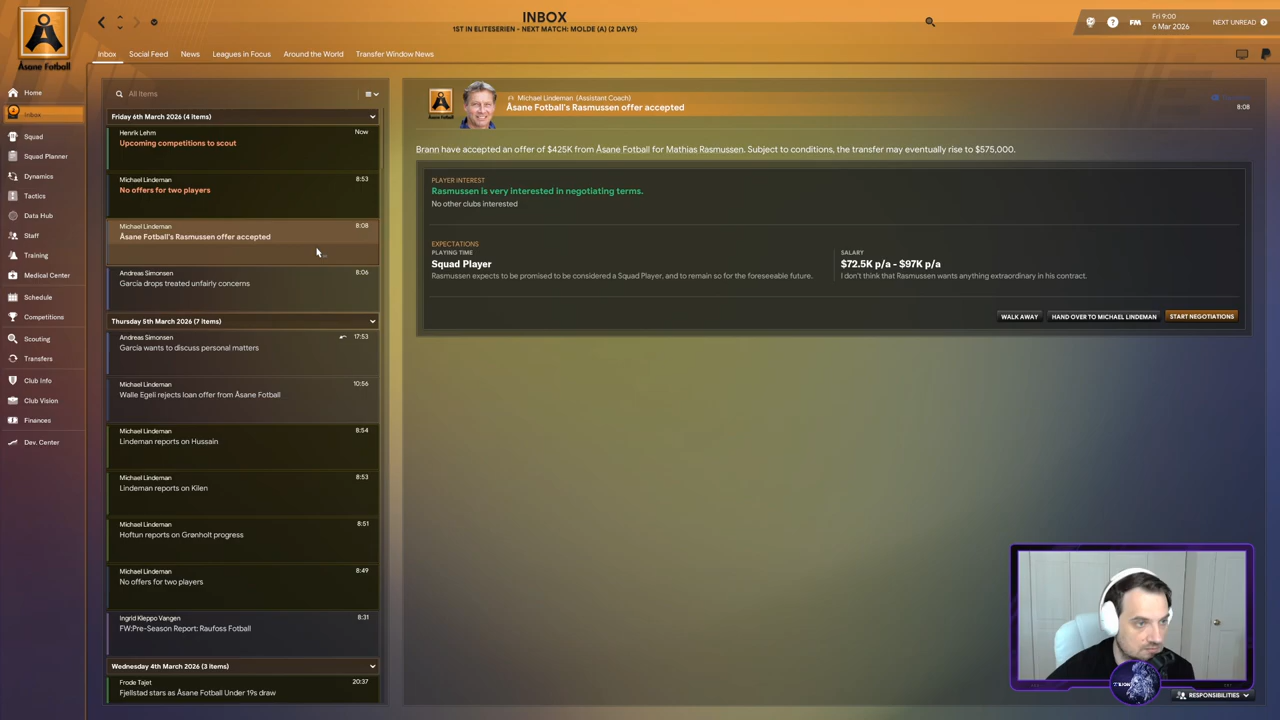 INBOX
1ST IN ELITESERIEN - NEXT MATCH: MOLDE (A) (2 DAYS)
FM
Fri 9:00
6 Mar 2026
NEXT UNREAD
Åsane Fotball
Inbox
Social Feed
News
Leagues in Focus
Around the World
Transfer Window News
Home
Inbox
Squad
Squad Planner
Dynamics
Tactics
Data Hub
Staff
Training
Medical Center
Schedule
Competitions
Scouting
Transfers
Club Info
Club Vision
Finances
Dev. Center
All Items
Friday 6th March 2026 (4 items)
Henrik Lehm
Now
Upcoming competitions to scout
Michael Lindeman
8:53
No offers for two players
Michael Lindeman
8:08
Åsane Fotball's Rasmussen offer accepted
Andreas Simonsen
8:06
García drops treated unfairly concerns
Thursday 5th March 2026 (7 Items)
Andreas Simonsen
17:53
García wants to discuss personal matters
Michael Lindeman
10:56
Walle Egeli rejects loan offer from Åsane Fotball
Michael Lindeman
8:54
Lindeman reports on Hussain
Michael Lindeman
8:53
Lindeman reports on Kilen
Michael Lindeman
8:51
Hoftun reports on Grønholt progress
Michael Lindeman
8:49
No offers for two players
Ingrid Kleppo Vangen
8:31
FW:Pre-Season Report: Raufoss Fotball
Wednesday 4th March 2026 (3 items)
Frode Tajet
20:37
Fjellstad stars as Åsane Fotball Under 19s draw
Michael Lindeman (Assistant Coach)
Åsane Fotball's Rasmussen offer accepted
8:08
Brann have accepted an offer of $425K from Åsane Fotball for Mathias Rasmussen. Subject to conditions, the transfer may eventually rise to $575,000.
PLAYER INTEREST
Rasmussen is very interested in negotiating terms.
No other clubs interested
EXPECTATIONS
PLAYING TIME
Squad Player
Rasmussen expects to be promised to be considered a Squad Player, and to remain so for the foreseeable future.
SALARY
$72.5K p/a - $97K p/a
I don't think that Rasmussen wants anything extraordinary in his contract.
WALK AWAY
HAND OVER TO MICHAEL LINDEMAN
START NEGOTIATIONS
RESPONSIBILITIES